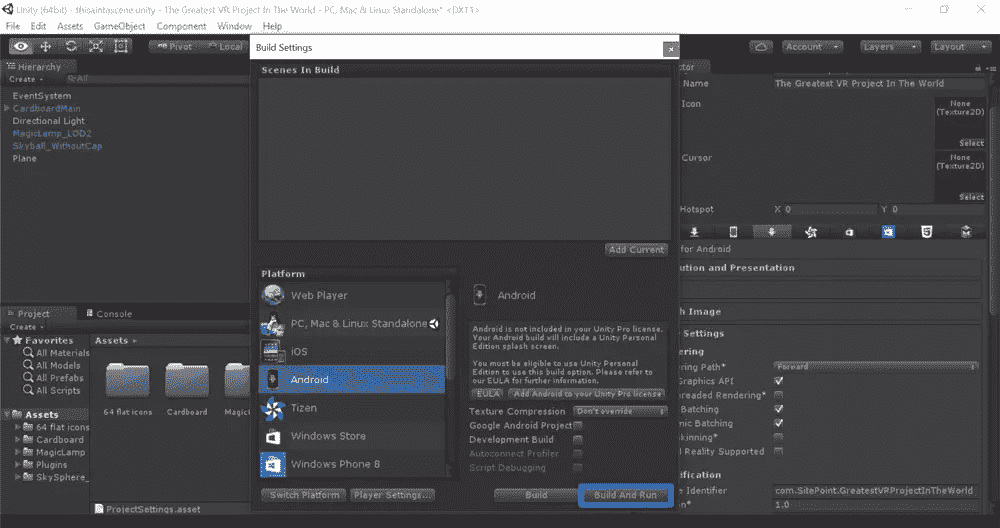 Unity (64bit) - thisaintascene.unity - The Greatest VR Project In The World - PC, Mac & Linux Standalone* <DX11>
File Edit Assets GameObject Component Window Help
Pivot Local
Account
Layers
Layout
Hierarchy
Create
All
EventSystem
CardboardMain
Directional Light
MagicLamp_LOD2
Skyball_WithoutCap
Plane
Build Settings
Scenes In Build
Add Current
Platform
Web Player
PC, Mac & Linux Standalone
iOS
Android
Tizen
Windows Store
Windows Phone 8
Android
Android is not included in your Unity Pro license.
Your Android build will include a Unity Personal
Edition splash screen.
You must be eligible to use Unity Personal
Edition to use this build option. Please refer to
our EULA for further information.
EULA
Add Android to your Unity Pro license
Texture Compression
Don't override
Google Android Project
Development Build
Autoconnect Profiler
Script Debugging
Switch Platform
Player Settings...
Build
Build And Run
ctor
Name
The Greatest VR Project In The World
Icon
None
(Texture2D)
Select
Cursor
None
(Texture2D)
Select
Hotspot
X 0
Y 0
for Android
ution and Presentation
h Image
Settings
ering
ering Path*
Forward
Graphics API
readed Rendering*
Batching
mic Batching
kinning*
l Reality Supported
ification
e Identifier
com.SitePoint.GreatestVRProjectInTheWorld
on*
1.0
Project
Console
Create
Favorites
All Materials
All Models
All Prefabs
All Scripts
Assets
64 flat icons
Cardboard
MagicLamp
Plugins
SkySphere_
Assets
64 flat icons
Cardboard
ProjectSettings.asset